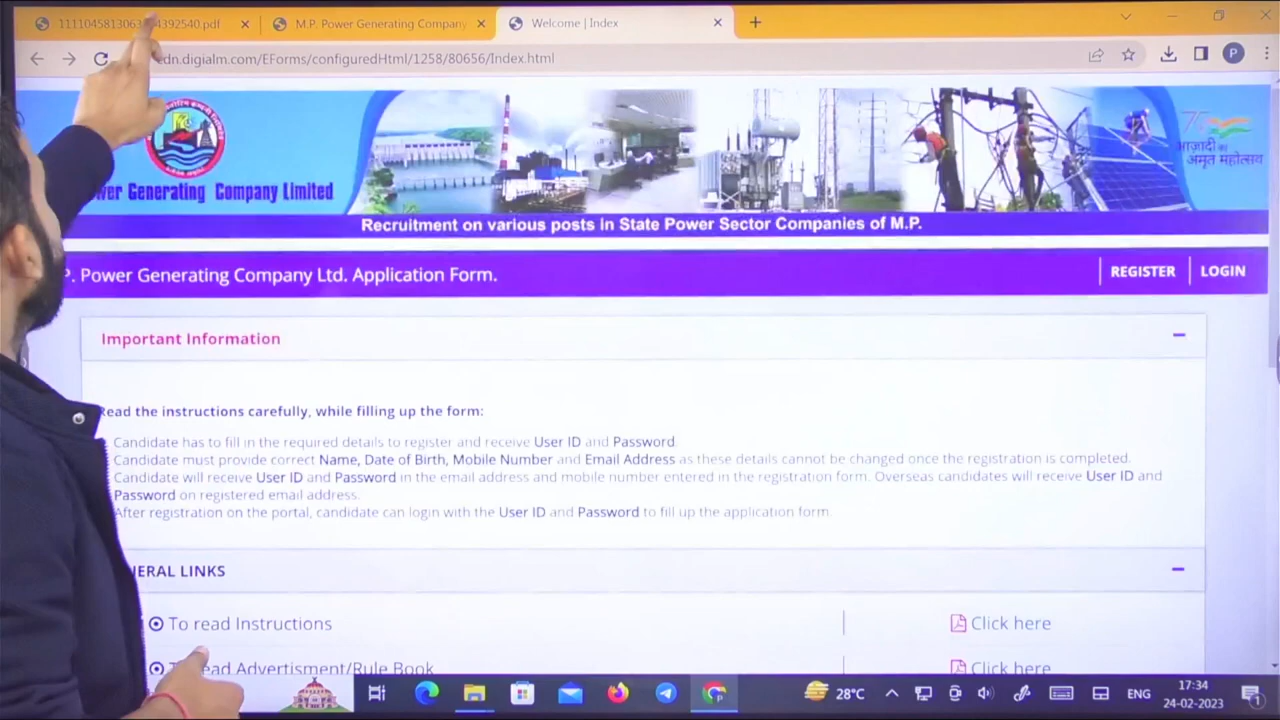 4392540.pdf
M.P. Power Generating Company
Welcome | Index
cdn.digialm.com/EForms/configuredHtml/1258/80656/Index.html
P
Generating Company Limited
आज़ादी का
अमृत महोत्सव
Recruitment on various posts in State Power Sector Companies of M.P.
P. Power Generating Company Ltd. Application Form.
REGISTER
LOGIN
Important Information
Read the instructions carefully, while filling up the form:
Candidate has to fill in the required details to register and receive User ID and Password
Candidate must provide correct Name, Date of Birth, Mobile Number and Email Address as these details cannot be changed once the registration is completed.
Candidate will receive User ID and Password in the email address and mobile number entered in the registration form. Overseas candidates will receive User ID and
Password on registered email address.
After registration on the portal, candidate can login with the User ID and Password to fill up the application form.
LINKS
To read Instructions
Click here
Advertisment/Rule Book
Click here
28°C
ENG
17:34
24-02-2023
1